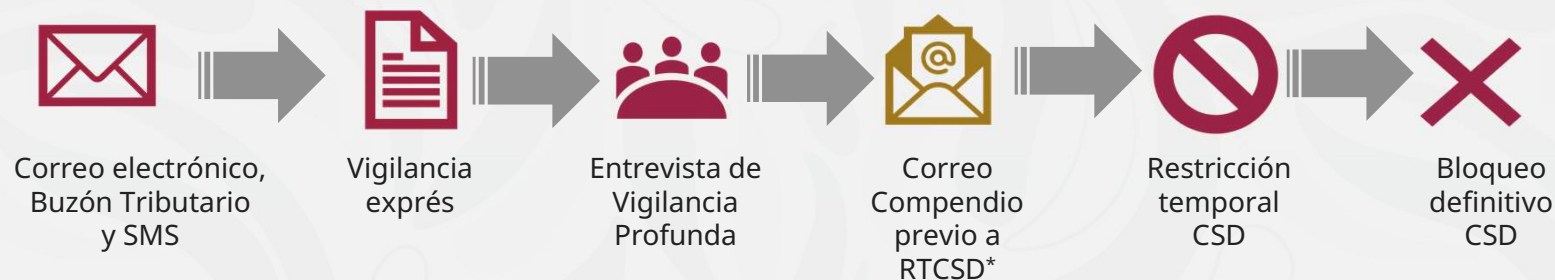 Correo electrónico,
Buzón Tributario
y SMS
Vigilancia
exprés
Entrevista de
Vigilancia
Profunda
@
Correo
Compendio
previo a
RTCSD*
Restricción
temporal
CSD
Bloqueo
definitivo
CSD